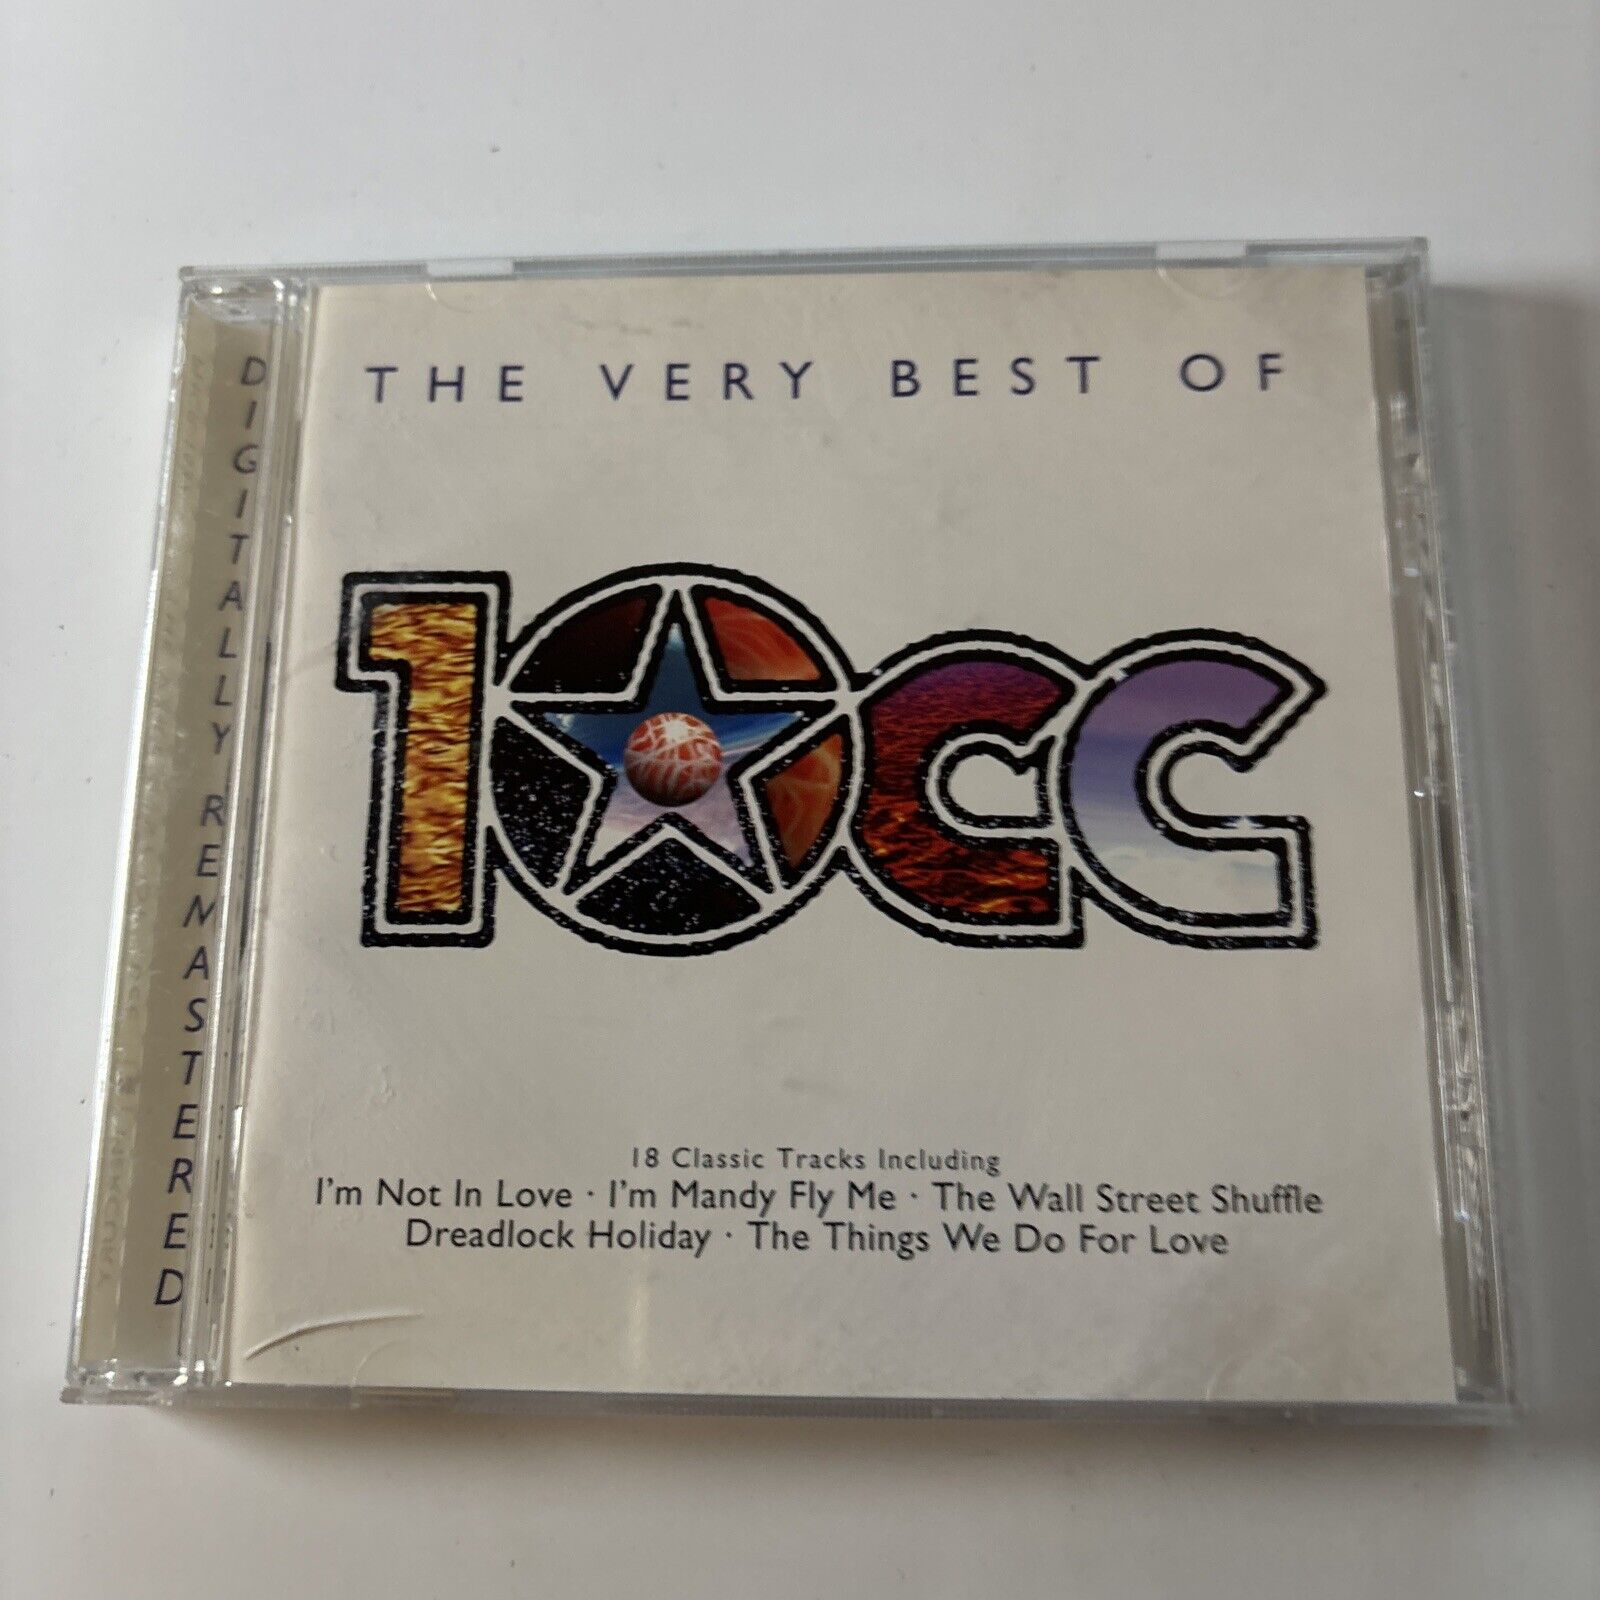 DIGITALLY REMASTERED
THE VERY BEST OF
10cc
18 Classic Tracks Including
I'm Not In Love · I'm Mandy Fly Me · The Wall Street Shuffle
Dreadlock Holiday · The Things We Do For Love